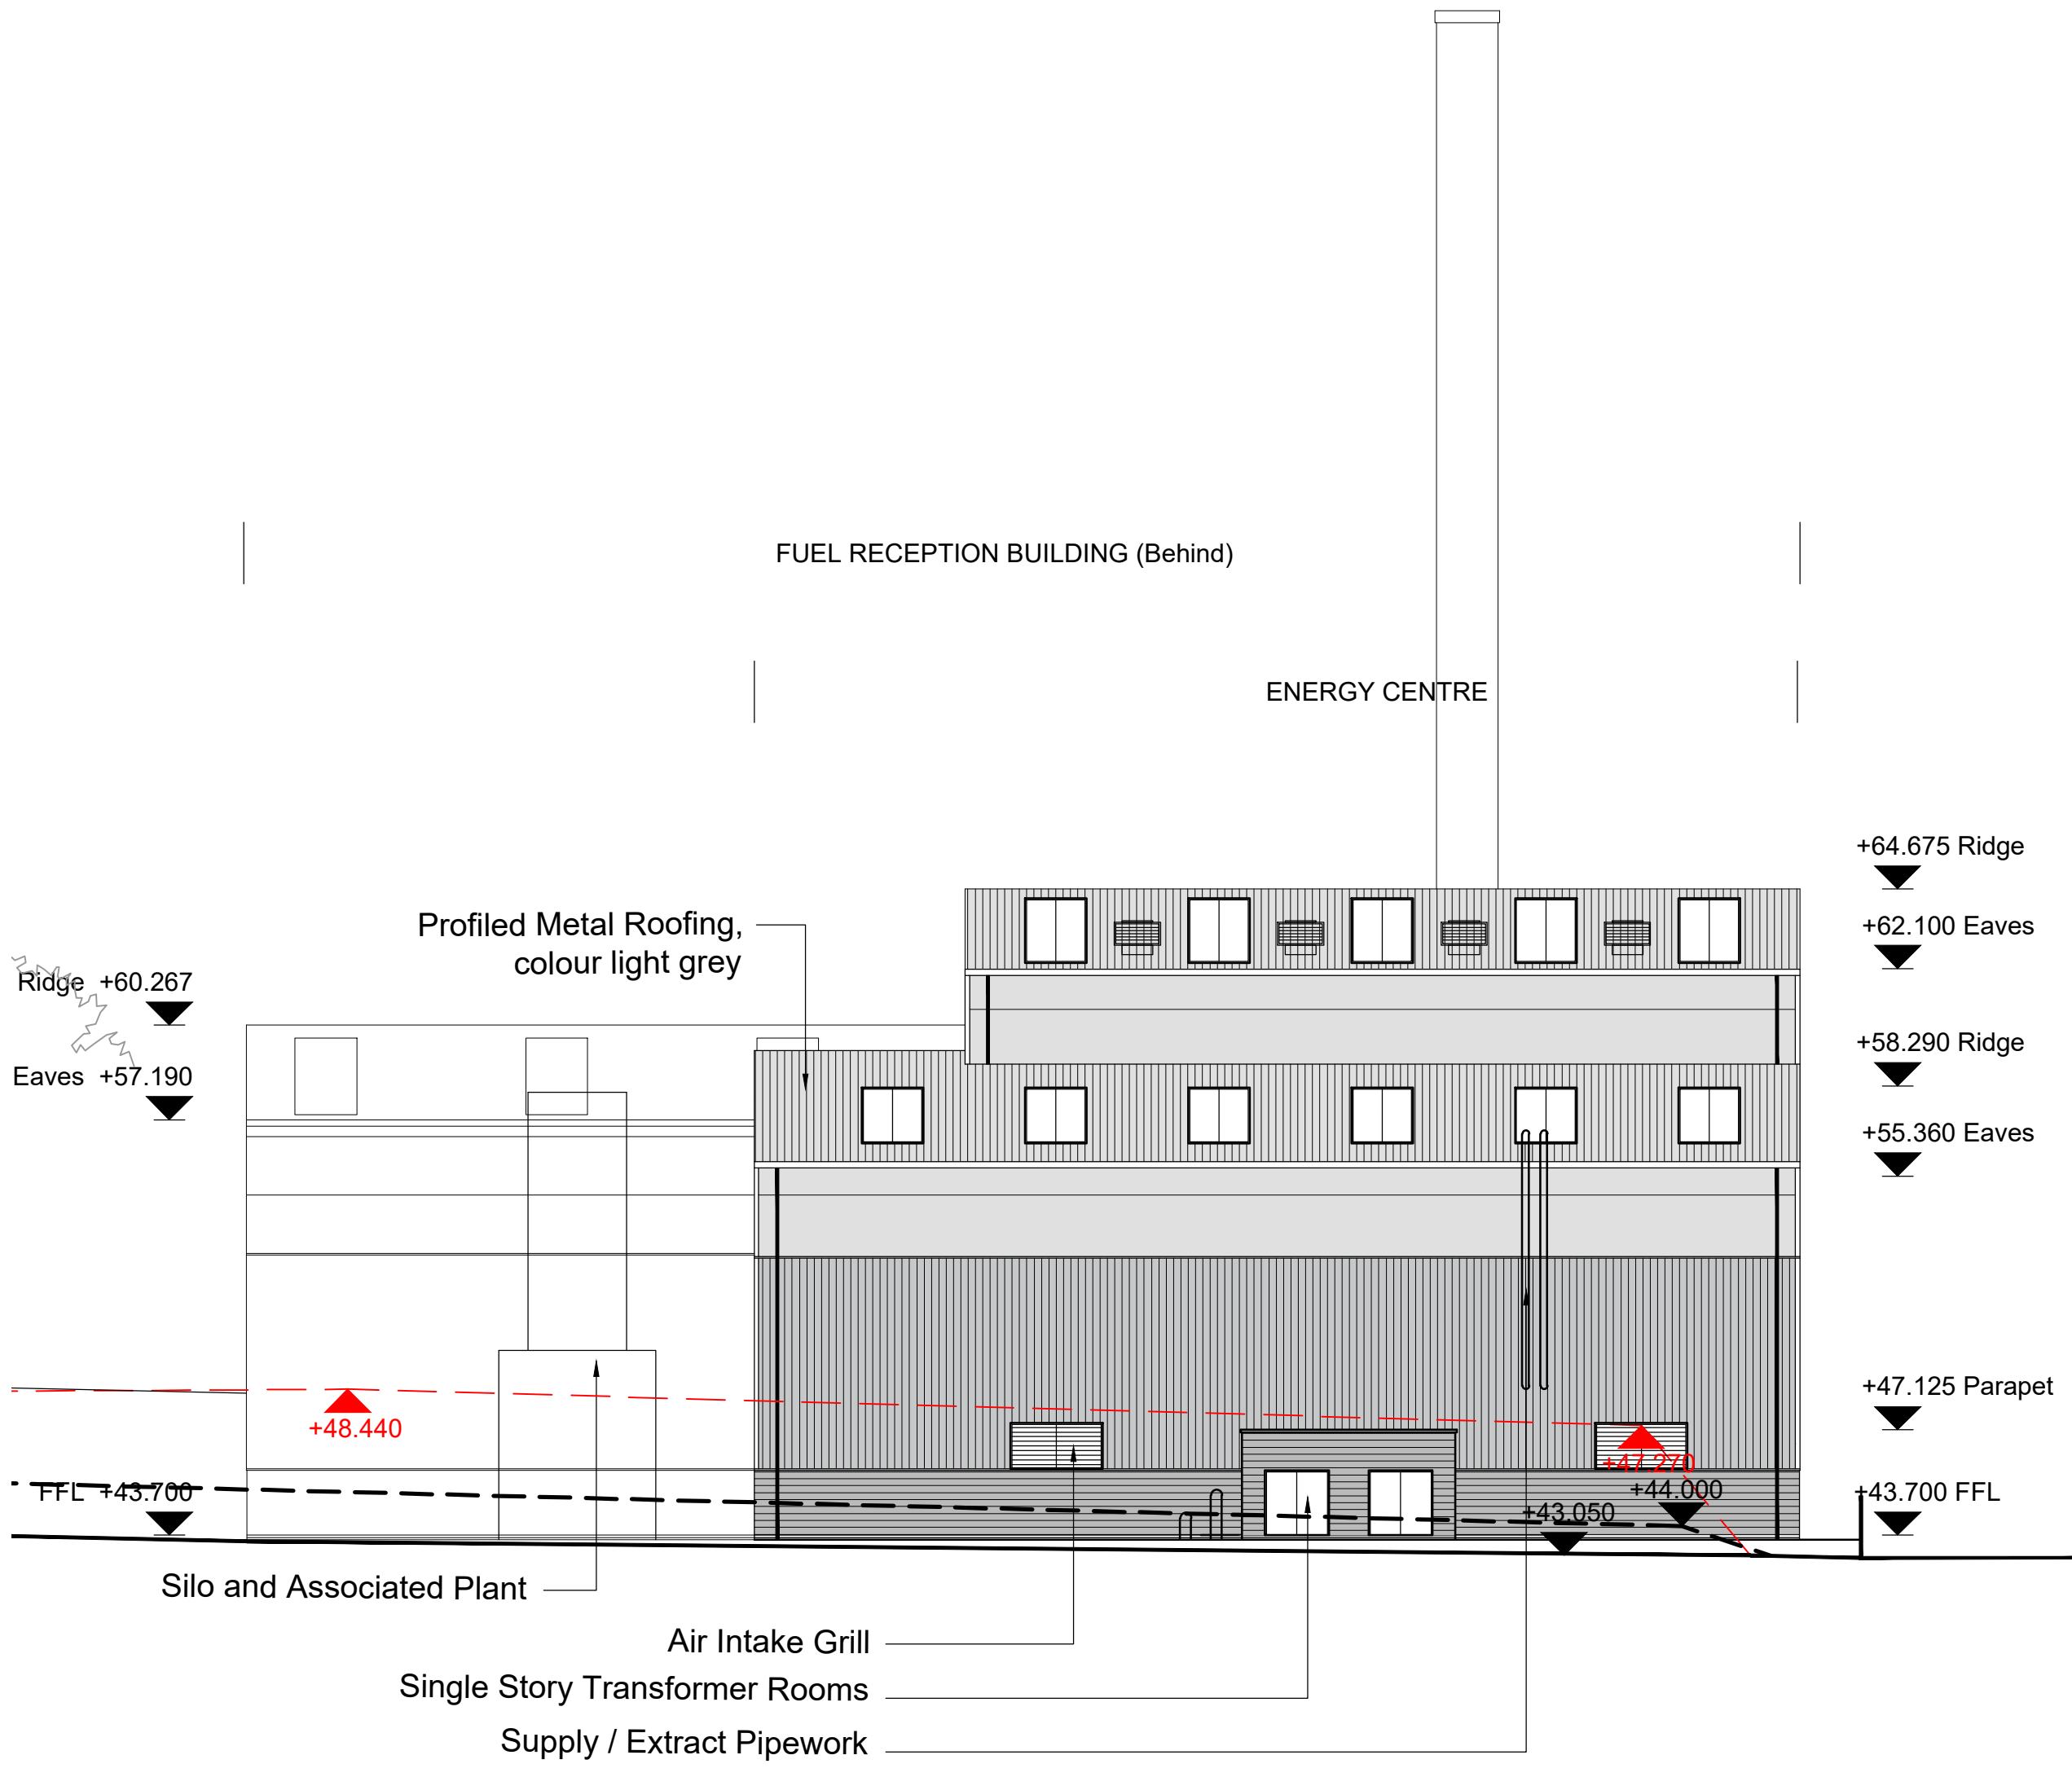 FUEL RECEPTION BUILDING (Behind)
ENERGY CENTRE
+64.675 Ridge
Profiled Metal Roofing,
colour light grey
+62.100 Eaves
Ridge +60.267
+58.290 Ridge
Eaves +57.190
+55.360 Eaves
+47.125 Parapet
+48.440
+47.270
FFL +43.700
+44.000
+43.700 FFL
+43.050
Silo and Associated Plant
Air Intake Grill
Single Story Transformer Rooms
Supply / Extract Pipework